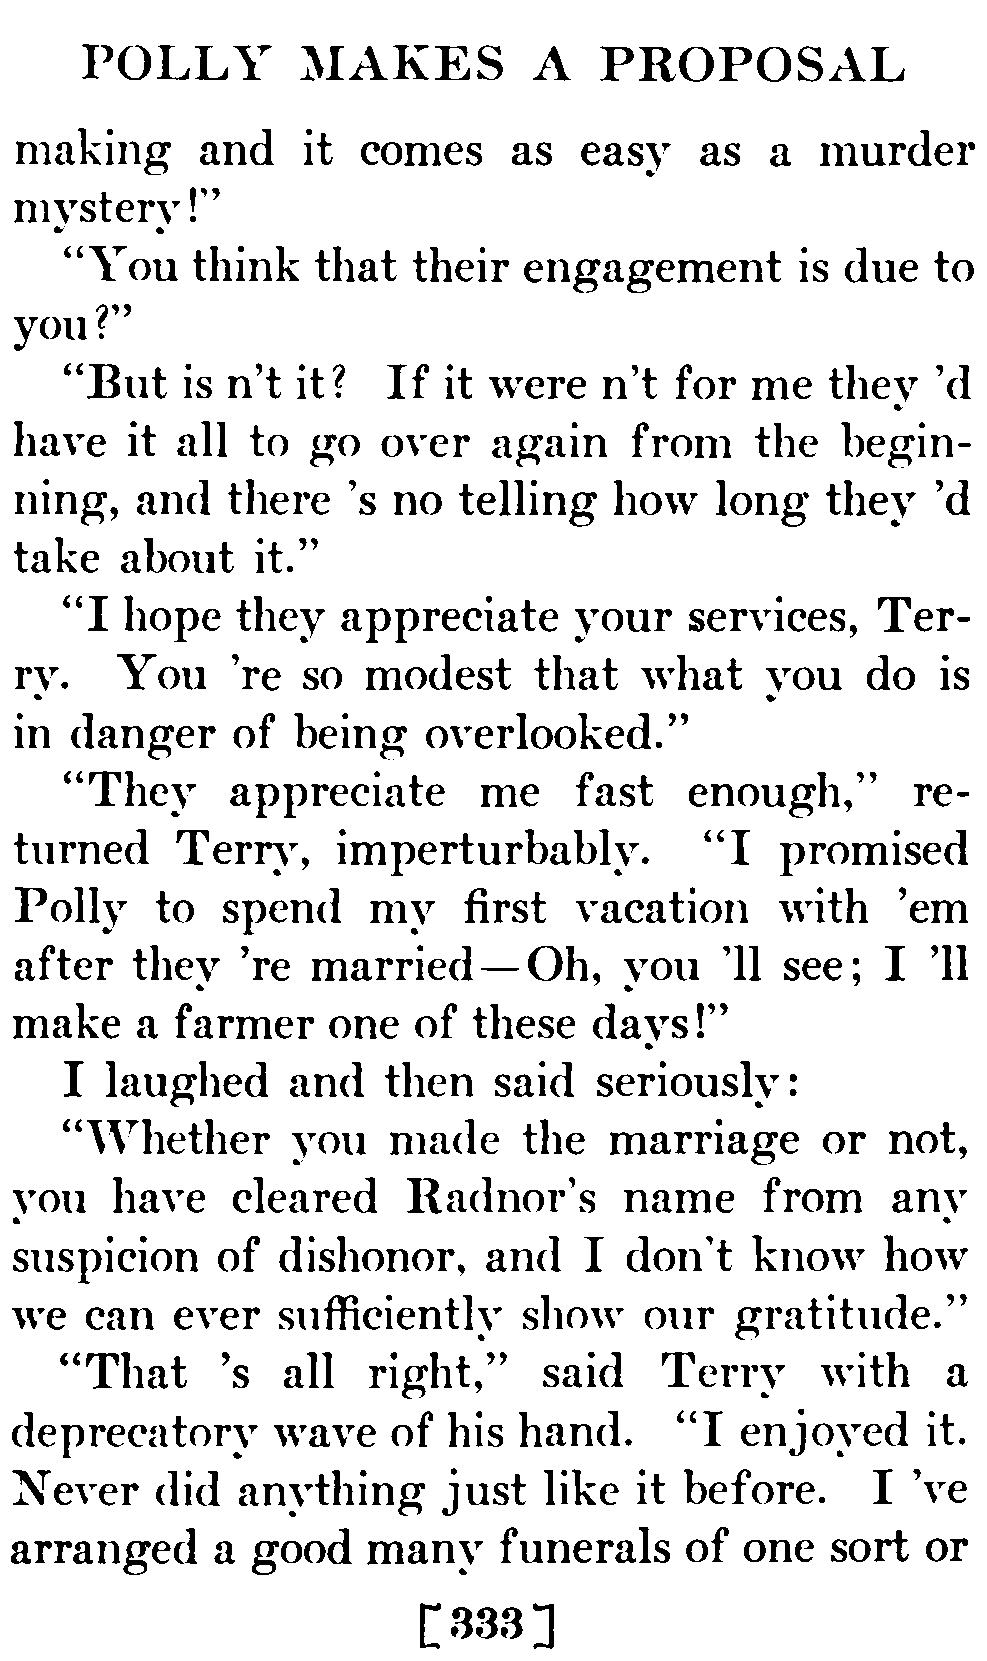 POLLY MAKES A PROPOSAL
making and it comes as easy as a murder
mystery!”
“You think that their engagement is due to
you?”
“But is n't it? If it were n't for me they 'd
have it all to go over again from the begin-
ning, and there 's no telling how long they 'd
take about it.”
“I hope they appreciate your services, Ter-
ry. You 're so modest that what you do is
in danger of being overlooked.”
“They appreciate me fast enough,” re-
turned Terry, imperturbably. “I promised
Polly to spend my first vacation with 'em
after they 're married—Oh, you 'll see; I 'll
make a farmer one of these days!”
I laughed and then said seriously:
“Whether you made the marriage or not,
you have cleared Radnor's name from any
suspicion of dishonor, and I don't know how
we can ever sufficiently show our gratitude.”
“That 's all right,” said Terry with a
deprecatory wave of his hand. “I enjoyed it.
Never did anything just like it before. I 've
arranged a good many funerals of one sort or
[333]